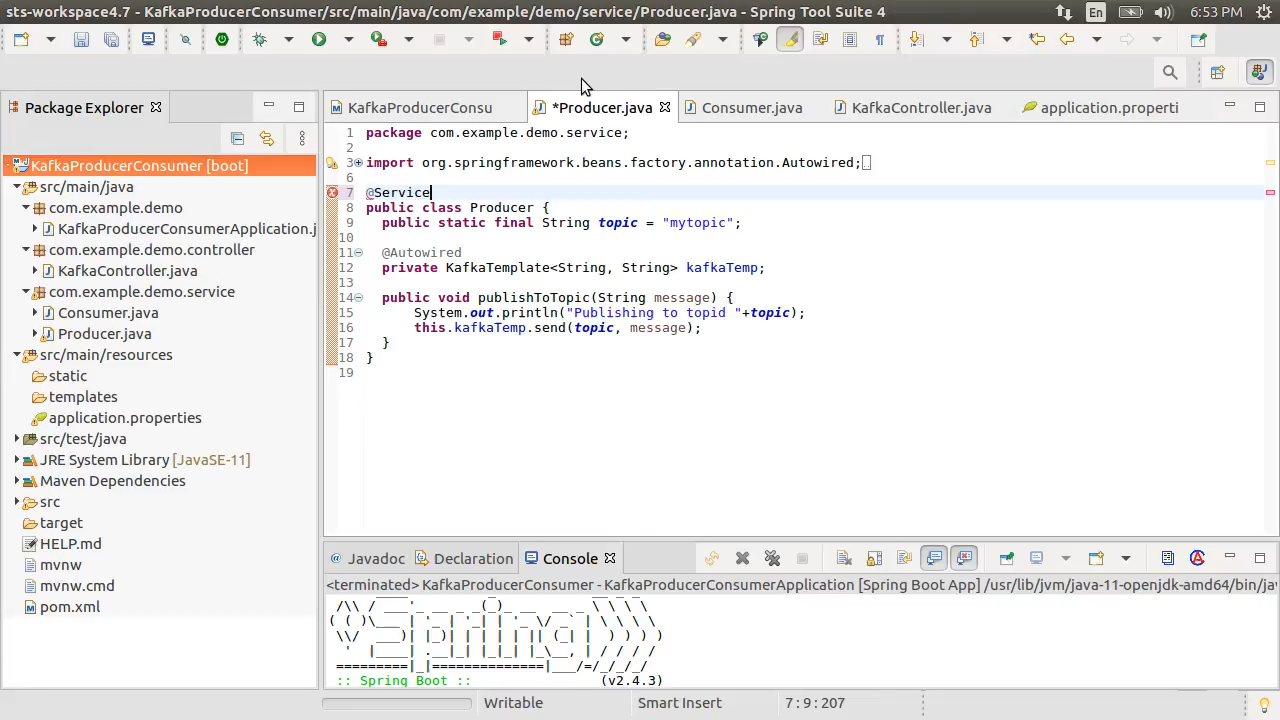 sts-workspace4.7 - KafkaProducerConsumer/src/main/java/com/example/demo/service/Producer.java - Spring Tool Suite 4
En
6:53 PM
Package Explorer
KafkaProducerConsumer [boot]
src/main/java
com.example.demo
KafkaProducerConsumerApplication.j
com.example.demo.controller
KafkaController.java
com.example.demo.service
Consumer.java
Producer.java
src/main/resources
static
templates
application.properties
src/test/java
JRE System Library [JavaSE-11]
Maven Dependencies
src
target
HELP.md
mvnw
mvnw.cmd
pom.xml
KafkaProducerConsu
*Producer.java
Consumer.java
KafkaController.java
application.properti
1 package com.example.demo.service;
2
3 import org.springframework.beans.factory.annotation.Autowired;
6
7 @Service
8 public class Producer {
9 public static final String topic = "mytopic";
10
11 @Autowired
12 private KafkaTemplate<String, String> kafkaTemp;
13
14 public void publishToTopic(String message) {
15 System.out.println("Publishing to topid "+topic);
16 this.kafkaTemp.send(topic, message);
17 }
18 }
19
@ Javadoc
Declaration
Console
<terminated> KafkaProducerConsumer - KafkaProducerConsumerApplication [Spring Boot App] /usr/lib/jvm/java-11-openjdk-amd64/bin/jav
:: Spring Boot :: (v2.4.3)
Writable
Smart Insert
7 : 9 : 207